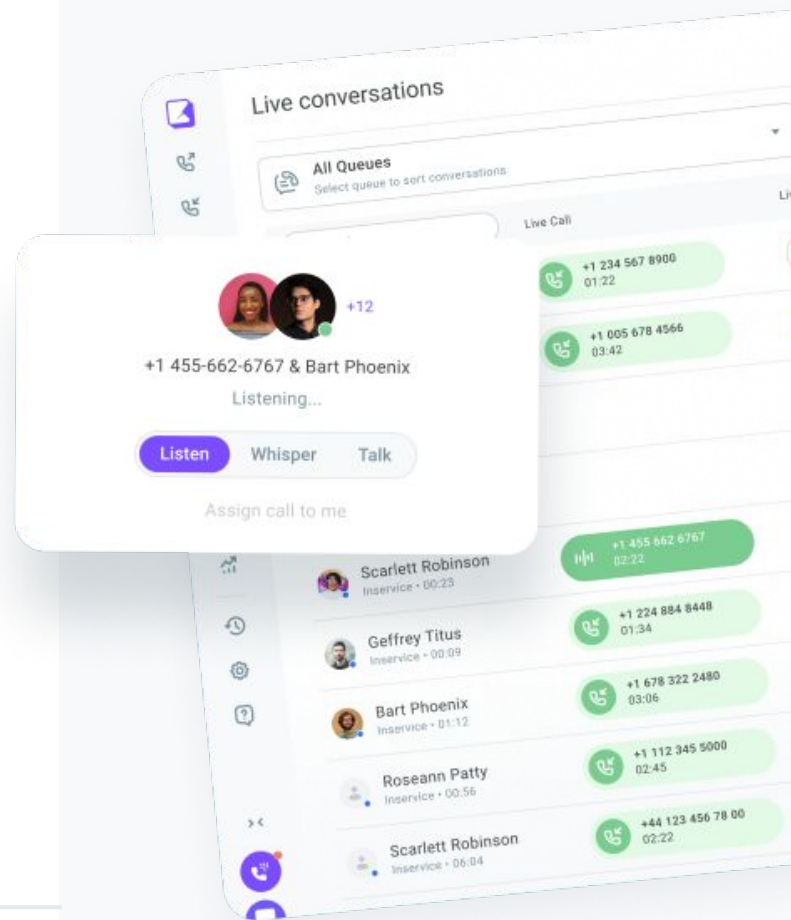 Live conversations
All Queues
Select queue to sort conversations
Live Call
+1 234 567 8900
01:22
+1 005 678 4566
03:42
+12
+1 455-662-6767 & Bart Phoenix
Listening...
Listen Whisper Talk
Assign call to me
Scarlett Robinson
Inservice • 00:23
+1 455 662 6767
02:22
Geffrey Titus
Inservice • 00:09
+1 224 884 8448
01:34
Bart Phoenix
Inservice • 01:12
+1 678 322 2480
03:06
Roseann Patty
Inservice • 00:56
+1 112 345 5000
02:45
Scarlett Robinson
Inservice • 06:04
+44 123 456 78 00
02:22